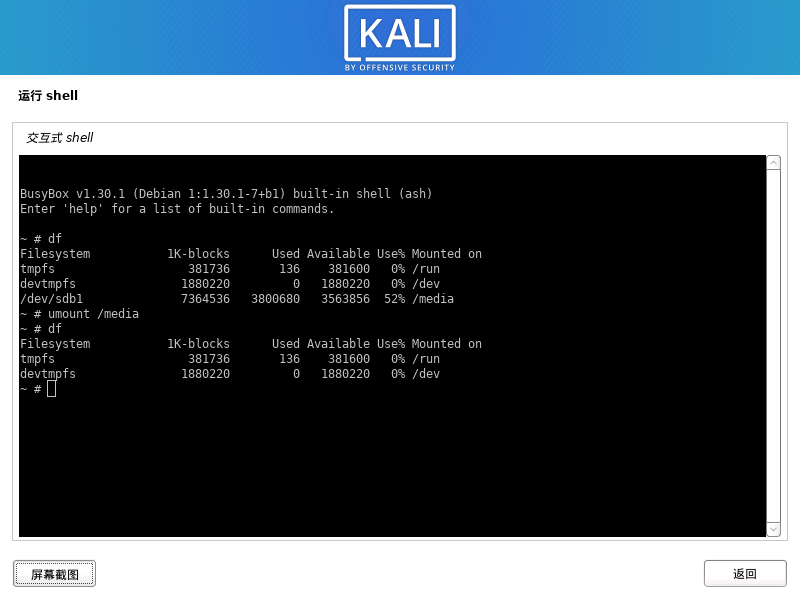 KALI
BY OFFENSIVE SECURITY
运行 shell
交互式 shell
BusyBox v1.30.1 (Debian 1:1.30.1-7+b1) built-in shell (ash)
Enter 'help' for a list of built-in commands.
~ # df
Filesystem           1K-blocks      Used Available Use% Mounted on
tmpfs                   381736       136    381600   0% /run
devtmpfs               1880220         0   1880220   0% /dev
/dev/sdb1              7364536   3800680   3563856  52% /media
~ # umount /media
~ # df
Filesystem           1K-blocks      Used Available Use% Mounted on
tmpfs                   381736       136    381600   0% /run
devtmpfs               1880220         0   1880220   0% /dev
~ #
屏幕截图
返回